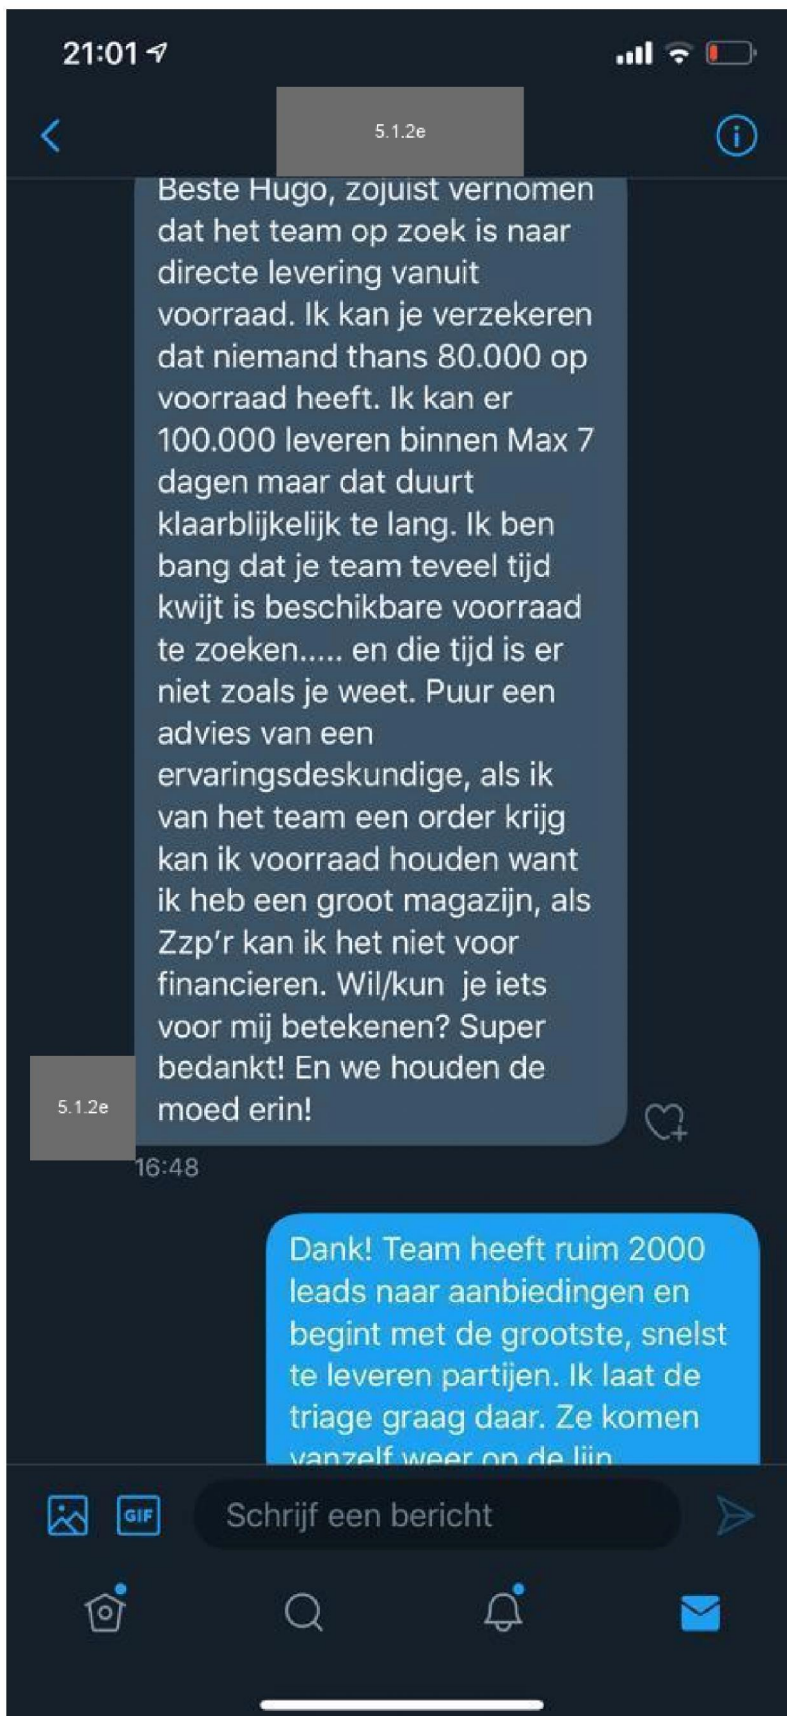 21:01
5.1.2e
Beste Hugo, zojuist vernomen
dat het team op zoek is naar
directe levering vanuit
voorraad. Ik kan je verzekeren
dat niemand thans 80.000 op
voorraad heeft. Ik kan er
100.000 leveren binnen Max 7
dagen maar dat duurt
klaarblijkelijk te lang. Ik ben
bang dat je team teveel tijd
kwijt is beschikbare voorraad
te zoeken..... en die tijd is er
niet zoals je weet. Puur een
advies van een
ervaringsdeskundige, als ik
van het team een order krijg
kan ik voorraad houden want
ik heb een groot magazijn, als
Zzp'r kan ik het niet voor
financieren. Wil/kun  je iets
voor mij betekenen? Super
bedankt! En we houden de
moed erin!
5.1.2e
16:48
Dank! Team heeft ruim 2000
leads naar aanbiedingen en
begint met de grootste, snelst
te leveren partijen. Ik laat de
triage graag daar. Ze komen
vanzelf weer op de lijn
GIF
Schrijf een bericht